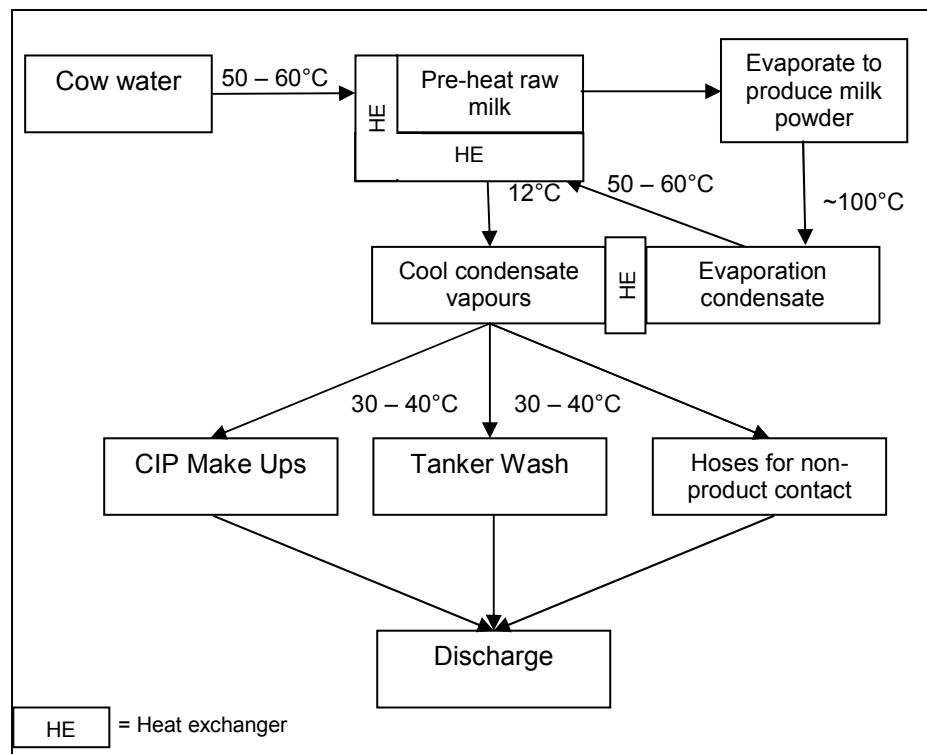 Cow water
50 – 60°C
HE
Pre-heat raw
milk
HE
Evaporate to
produce milk
powder
12°C
50 – 60°C
~100°C
Cool condensate
vapours
HE
Evaporation
condensate
30 – 40°C
30 – 40°C
CIP Make Ups
Tanker Wash
Hoses for non-
product contact
Discharge
HE
= Heat exchanger